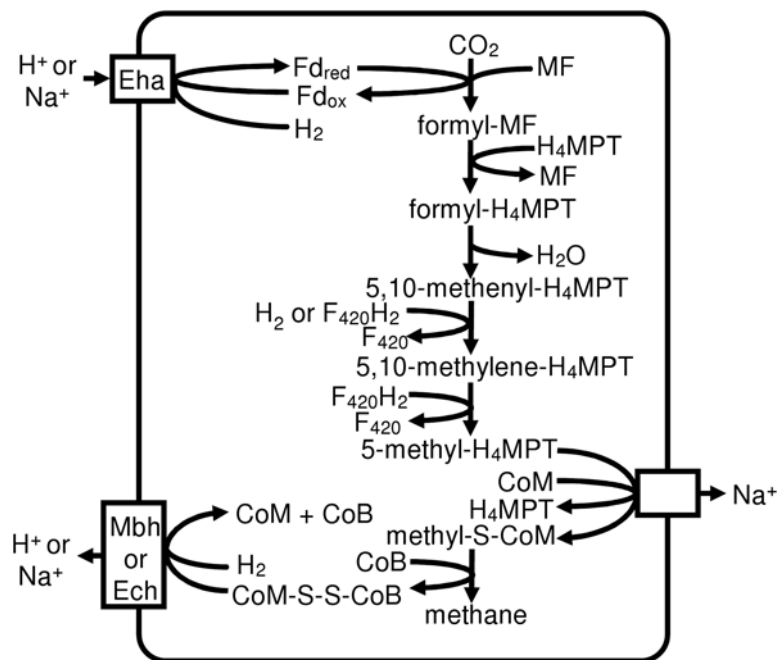 CO₂
H⁺ or
Na⁺
Eha
Fd_red
Fd_ox
H₂
MF
formyl-MF
H₄MPT
MF
formyl-H₄MPT
H₂O
5,10-methenyl-H₄MPT
H₂ or F₄₂₀H₂
F₄₂₀
5,10-methylene-H₄MPT
F₄₂₀H₂
F₄₂₀
5-methyl-H₄MPT
CoM
H₄MPT
Na⁺
methyl-S-CoM
CoB
methane
H⁺ or
Na⁺
Mbh
or
Ech
CoM + CoB
H₂
CoM-S-S-CoB